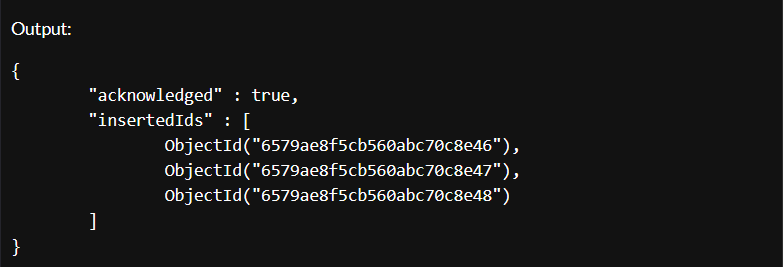 Output:
{
"acknowledged" : true,
"insertedIds" : [
ObjectId("6579ae8f5cb560abc70c8e46"),
ObjectId("6579ae8f5cb560abc70c8e47"),
ObjectId("6579ae8f5cb560abc70c8e48")
]
}